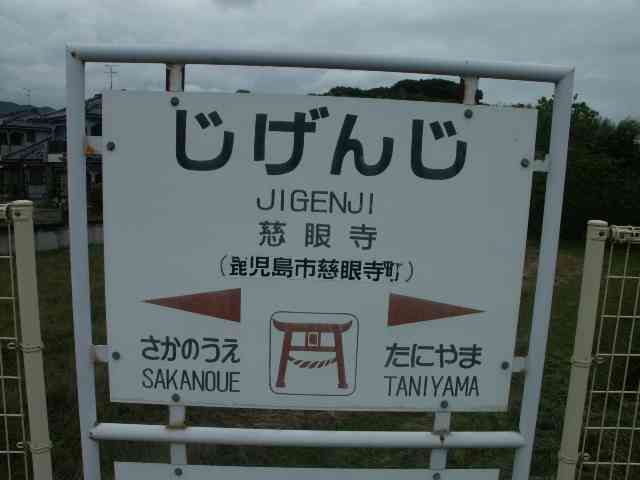 じげんじ
JIGENJI
慈眼寺
(鹿児島市慈眼寺町)
さかのうえ たにやま
SAKANOUE TANIYAMA